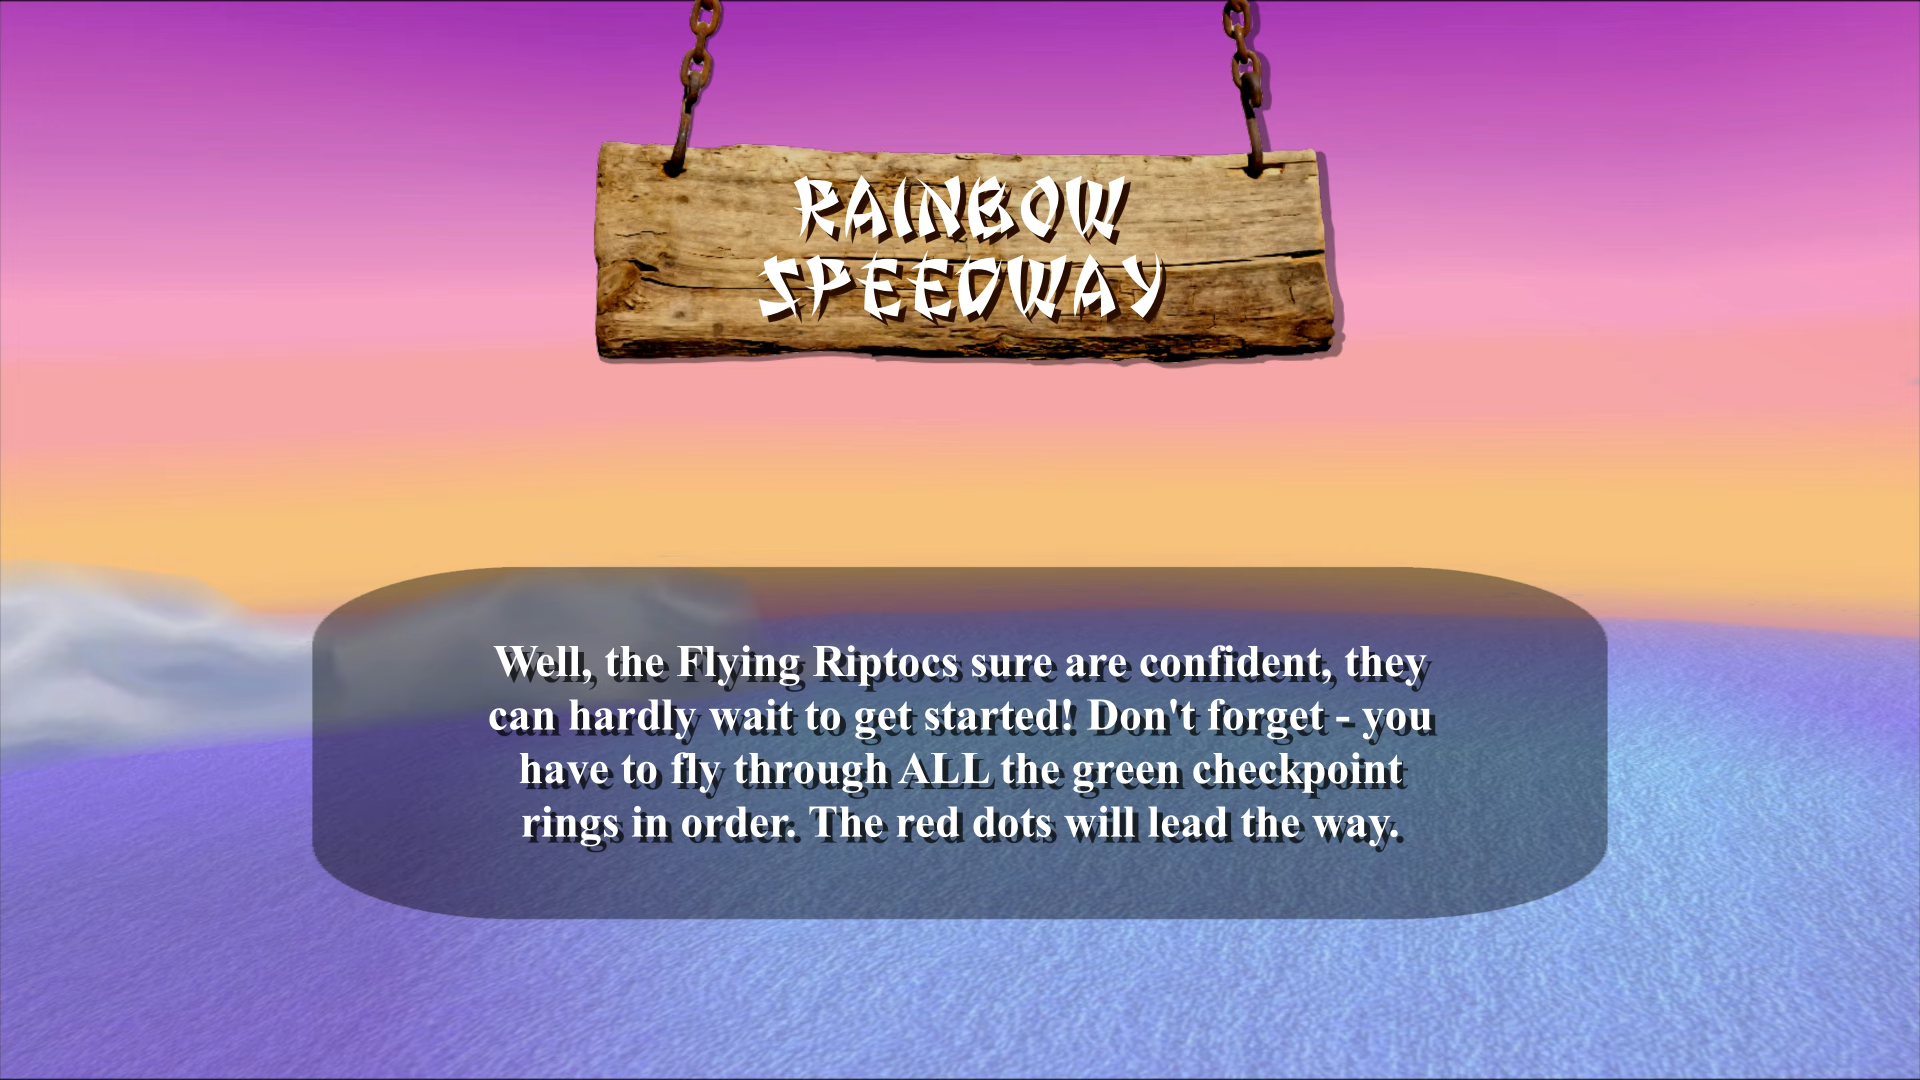 RAINBOW
SPEEDWAY
Well, the Flying Riptocs sure are confident, they
can hardly wait to get started! Don't forget - you
have to fly through ALL the green checkpoint
rings in order. The red dots will lead the way.